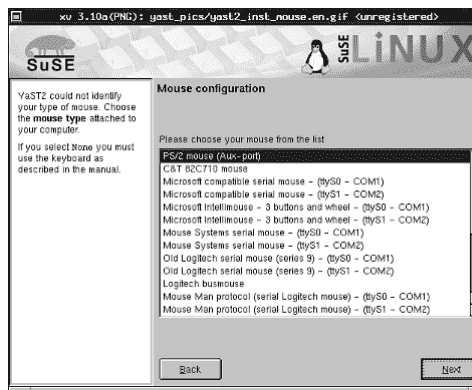 xv 3.10a(PNG): yast_pics/yast2_inst_mouse.en.gif <unregistered>
SuSE
SuSE LiNUX
YaST2 could not identify
your type of mouse. Choose
the mouse type attached to
your computer.
If you select None you must
use the keyboard as
described in the manual.
Mouse configuration
Please choose your mouse from the list
PS/2 mouse (Aux-port)
C&T 82C710 mouse
Microsoft compatible serial mouse - (ttyS0 - COM1)
Microsoft compatible serial mouse - (ttyS1 - COM2)
Microsoft Intellimouse - 3 buttons and wheel - (ttyS0 - COM1)
Microsoft Intellimouse - 3 buttons and wheel - (ttyS1 - COM2)
Mouse Systems serial mouse - (ttyS0 - COM1)
Mouse Systems serial mouse - (ttyS1 - COM2)
Old Logitech serial mouse (series 9) - (ttyS0 - COM1)
Old Logitech serial mouse (series 9) - (ttyS1 - COM2)
Logitech busmouse
Mouse Man protocol (serial Logitech mouse) - (ttyS0 - COM1)
Mouse Man protocol (serial Logitech mouse) - (ttyS1 - COM2)
Back
Next